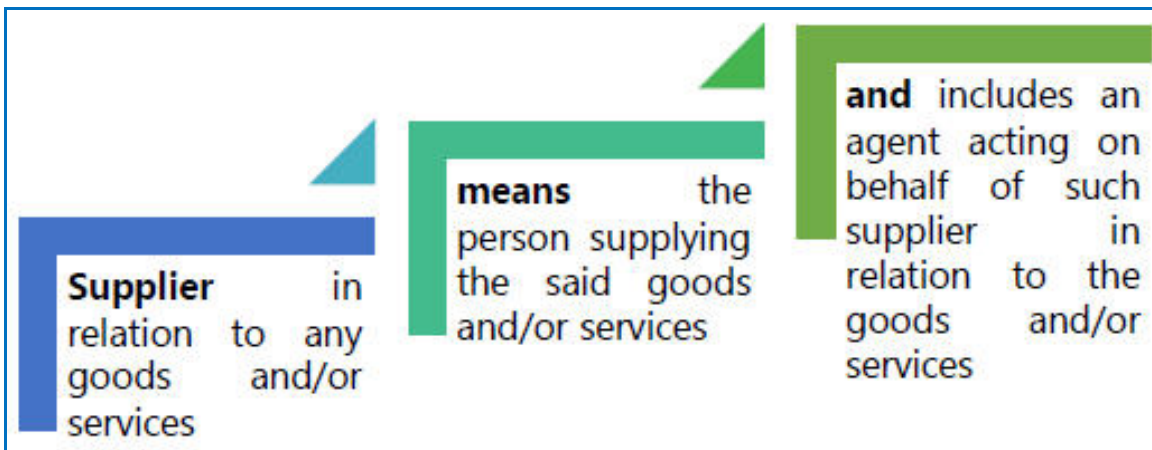 Supplier in
relation to any
goods and/or
services
means the
person supplying
the said goods
and/or services
and includes an
agent acting on
behalf of such
supplier in
relation to the
goods and/or
services